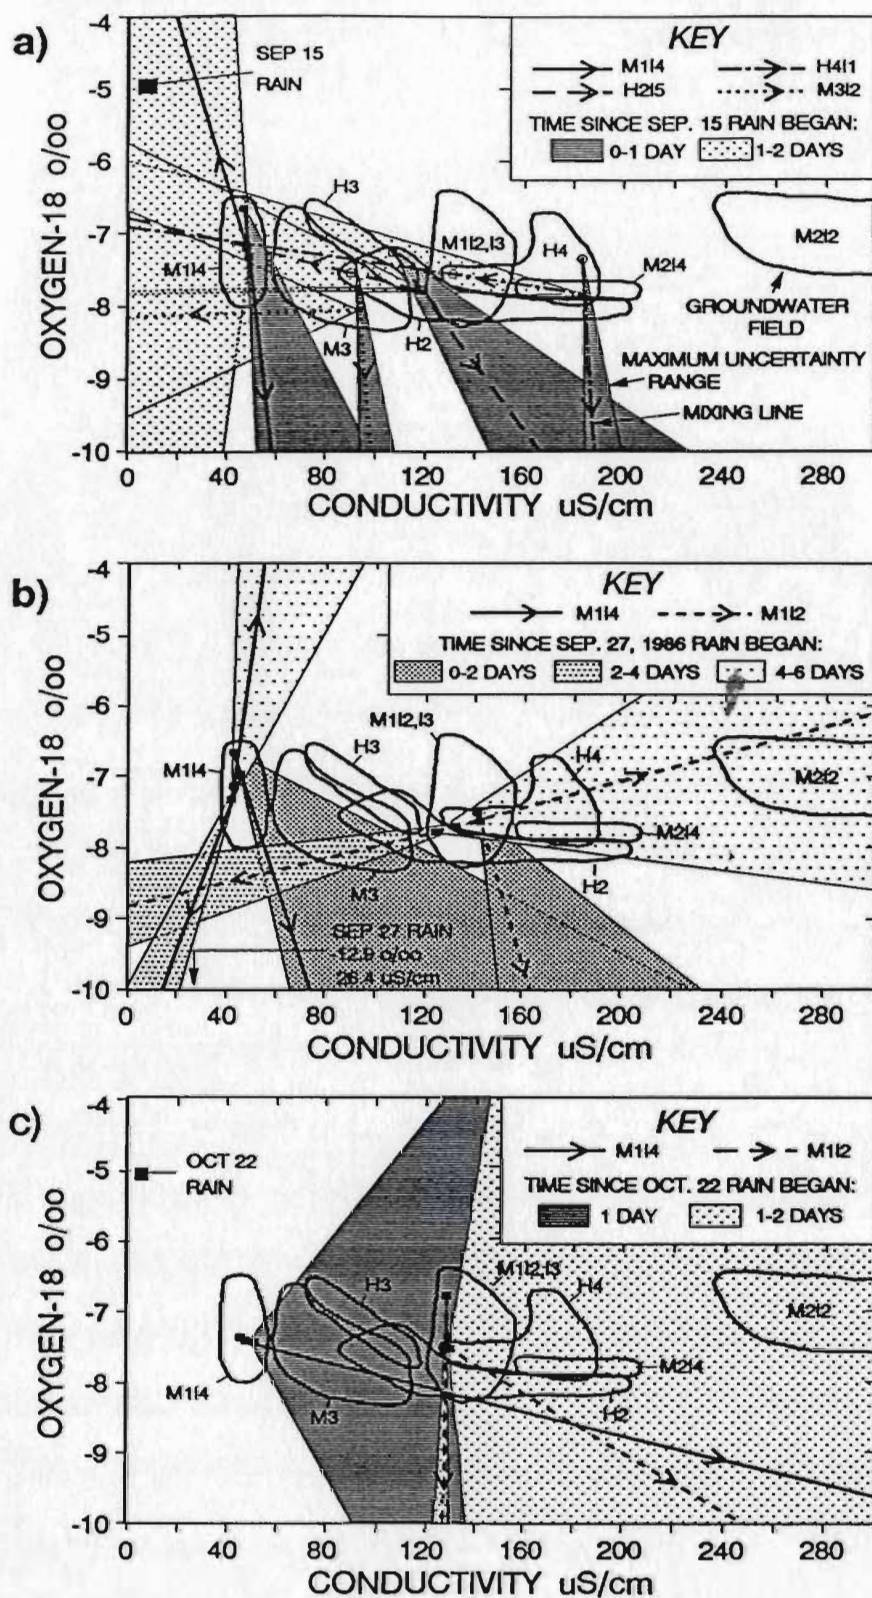 a)
OXYGEN-18 o/oo
-4
-5
-6
-7
-8
-9
-10
SEP 15
RAIN
KEY
M1I4
H4I1
H2I5
M3I2
TIME SINCE SEP. 15 RAIN BEGAN:
0-1 DAY
1-2 DAYS
H3
M1I2,I3
H4
M2I2
M1I4
M2I4
GROUNDWATER
FIELD
M3
H2
MAXIMUM UNCERTAINTY
RANGE
MIXING LINE
0 40 80 120 160 200 240 280
CONDUCTIVITY uS/cm
b)
OXYGEN-18 o/oo
-4
-5
-6
-7
-8
-9
-10
KEY
M1I4
M1I2
TIME SINCE SEP. 27, 1986 RAIN BEGAN:
0-2 DAYS
2-4 DAYS
4-6 DAYS
M1I2,I3
H3
H4
M1I4
M2I2
M2I4
M3
H2
SEP 27 RAIN
-12.9 o/oo
26.4 uS/cm
0 40 80 120 160 200 240 280
CONDUCTIVITY uS/cm
c)
OXYGEN-18 o/oo
-4
-5
-6
-7
-8
-9
-10
OCT 22
RAIN
KEY
M1I4
M1I2
TIME SINCE OCT. 22 RAIN BEGAN:
1 DAY
1-2 DAYS
M1I2,I3
H3
H4
M2I2
M2I4
M1I4
M3
H2
0 40 80 120 160 200 240 280
CONDUCTIVITY uS/cm